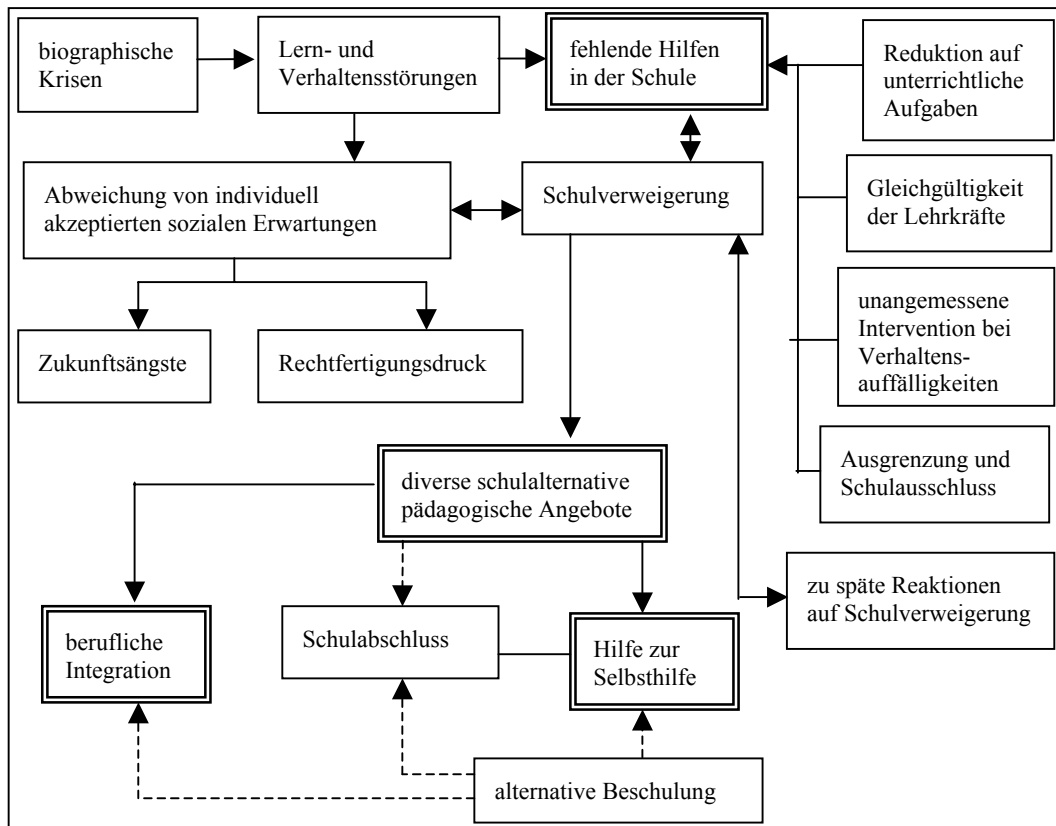 biographische
Krisen
Lern- und
Verhaltensstörungen
fehlende Hilfen
in der Schule
Reduktion auf
unterrichtliche
Aufgaben
Abweichung von individuell
akzeptierten sozialen Erwartungen
Schulverweigerung
Gleichgültigkeit
der Lehrkräfte
Zukunftsängste
Rechtfertigungsdruck
unangemessene
Intervention bei
Verhaltens-
auffälligkeiten
diverse schulalternative
pädagogische Angebote
Ausgrenzung und
Schulausschluss
berufliche
Integration
Schulabschluss
Hilfe zur
Selbsthilfe
zu späte Reaktionen
auf Schulverweigerung
alternative Beschulung